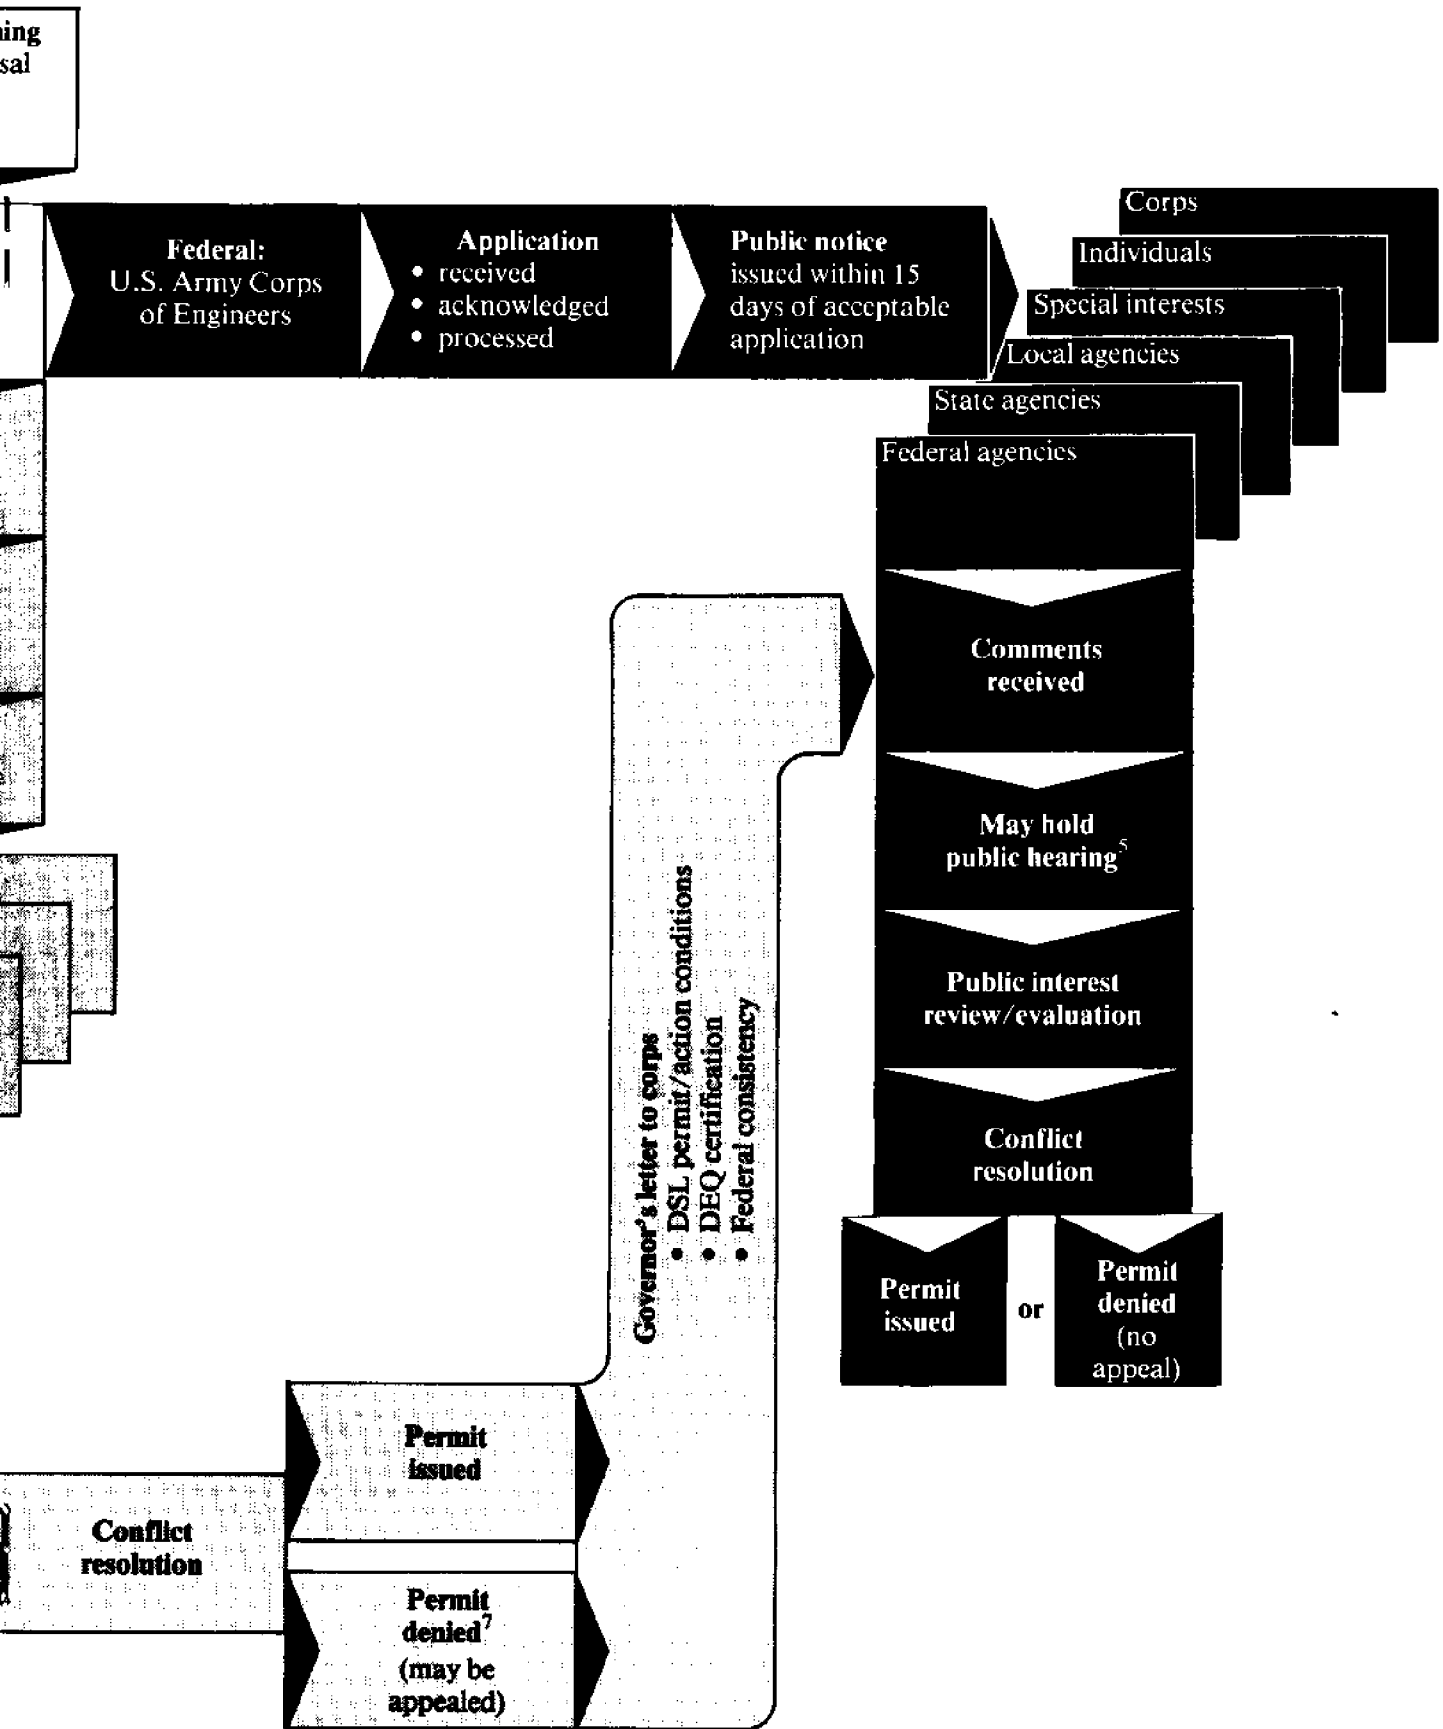 ing
sal
Federal:
U.S. Army Corps
of Engineers
Application
• received
• acknowledged
• processed
Public notice
issued within 15
days of acceptable
application
Corps
Individuals
Special interests
Local agencies
State agencies
Federal agencies
Comments
received
May hold
public hearing⁵
Public interest
review/evaluation
Conflict
resolution
Permit
issued
or
Permit
denied
(no
appeal)
Governor's letter to corps
• DSL permit/action conditions
• DEQ certification
• Federal consistency
Conflict
resolution
Permit
issued
Permit
denied⁷
(may be
appealed)